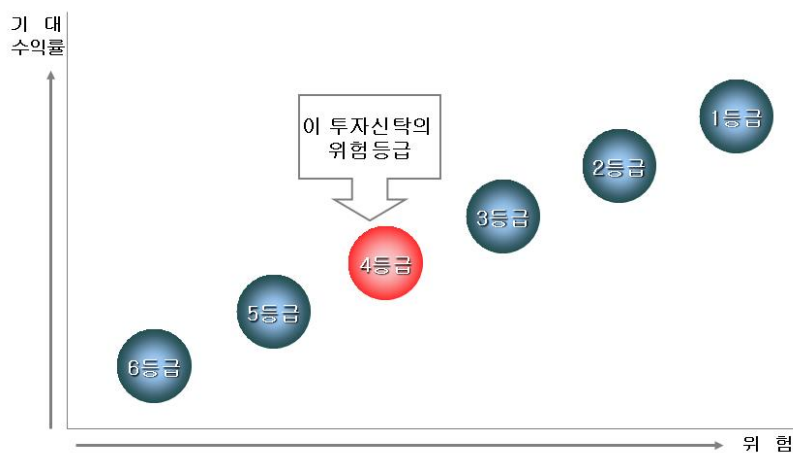 기 대
수익률
이 투자신탁의
위험등급
1등급
2등급
3등급
4등급
5등급
6등급
위 험